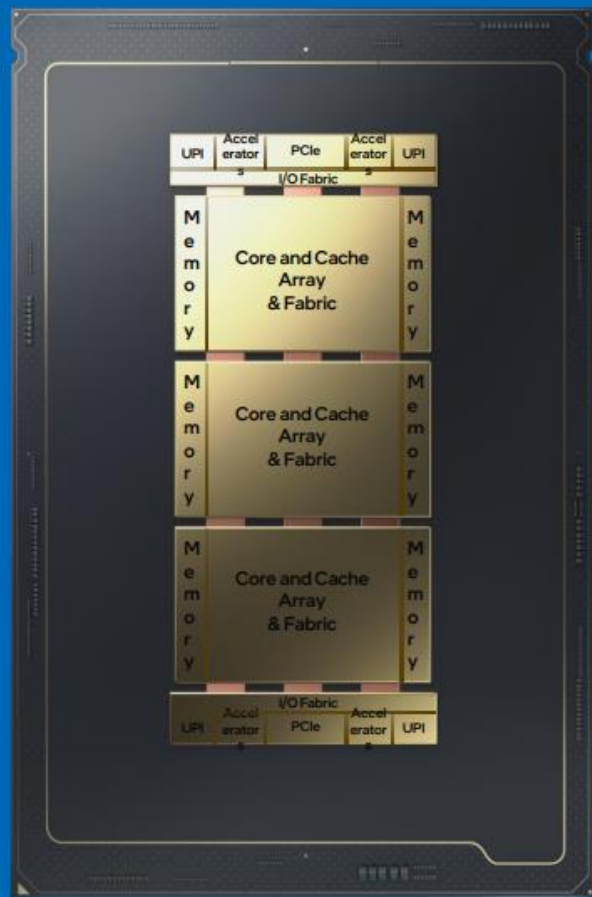 UPI
Accel
erator
s
PCIe
Accel
erator
s
UPI
I/O Fabric
M
e
m
o
r
y
Core and Cache
Array
& Fabric
M
e
m
o
r
y
M
e
m
o
r
y
Core and Cache
Array
& Fabric
M
e
m
o
r
y
M
e
m
o
r
y
Core and Cache
Array
& Fabric
M
e
m
o
r
y
I/O Fabric
UPI
Accel
erator
s
PCIe
Accel
erator
s
UPI